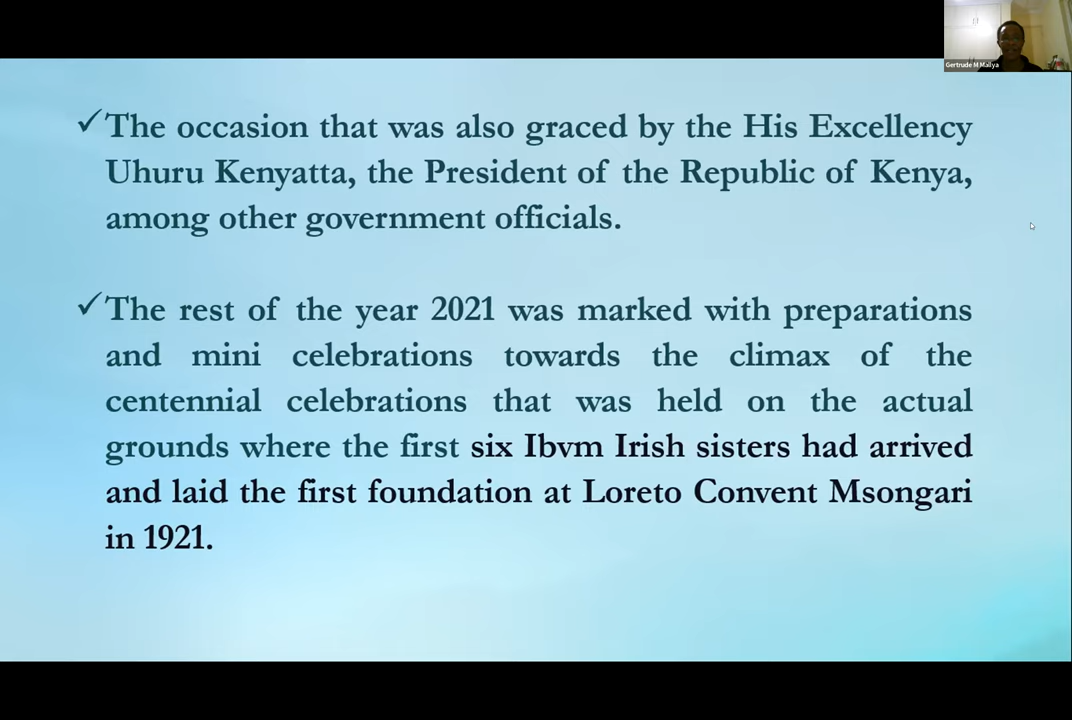 Gertrude M Mallya
✓The occasion that was also graced by the His Excellency
Uhuru Kenyatta, the President of the Republic of Kenya,
among other government officials.
✓The rest of the year 2021 was marked with preparations
and mini celebrations towards the climax of the
centennial celebrations that was held on the actual
grounds where the first six Ibvm Irish sisters had arrived
and laid the first foundation at Loreto Convent Msongari
in 1921.